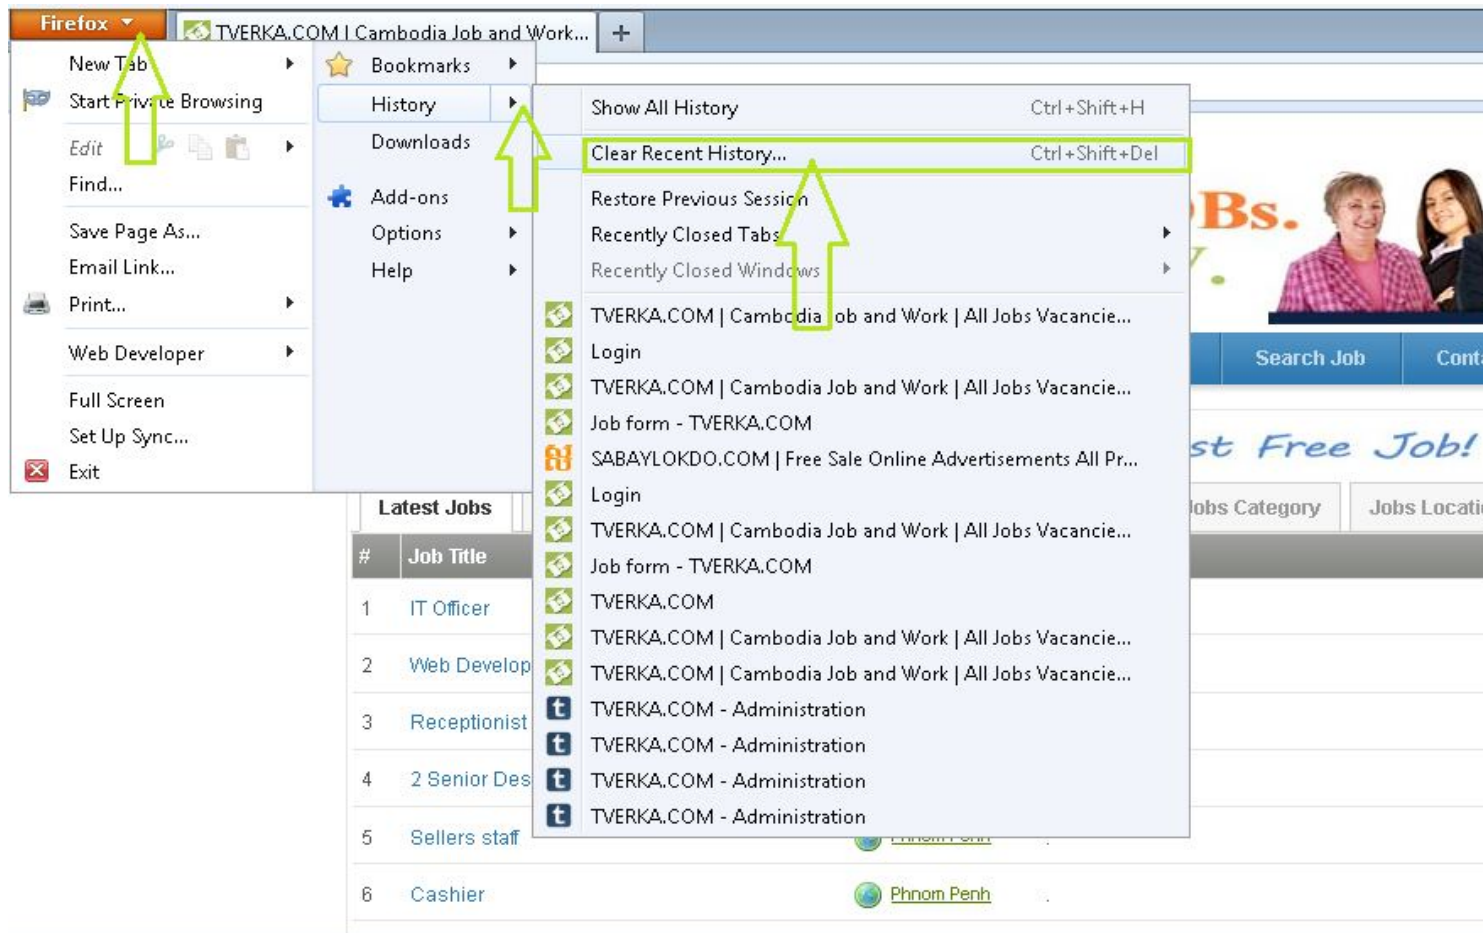 Firefox
TVERKA.COM | Cambodia Job and Work...
New Tab
Start Private Browsing
Edit
Find...
Save Page As...
Email Link...
Print...
Web Developer
Full Screen
Set Up Sync...
Exit
Bookmarks
History
Downloads
Add-ons
Options
Help
Show All History Ctrl+Shift+H
Clear Recent History... Ctrl+Shift+Del
Restore Previous Session
Recently Closed Tabs
Recently Closed Windows
TVERKA.COM | Cambodia Job and Work | All Jobs Vacancie...
Login
TVERKA.COM | Cambodia Job and Work | All Jobs Vacancie...
Job form - TVERKA.COM
SABAYLOKDO.COM | Free Sale Online Advertisements All Pr...
Login
TVERKA.COM | Cambodia Job and Work | All Jobs Vacancie...
Job form - TVERKA.COM
TVERKA.COM
TVERKA.COM | Cambodia Job and Work | All Jobs Vacancie...
TVERKA.COM | Cambodia Job and Work | All Jobs Vacancie...
TVERKA.COM - Administration
TVERKA.COM - Administration
TVERKA.COM - Administration
TVERKA.COM - Administration
Bs.
Search Job Cont
st Free Job!
Latest Jobs Jobs Category Jobs Locati
# Job Title
1 IT Officer
2 Web Develop
3 Receptionist
4 2 Senior Des
5 Sellers staff Phnom Penh .
6 Cashier Phnom Penh .